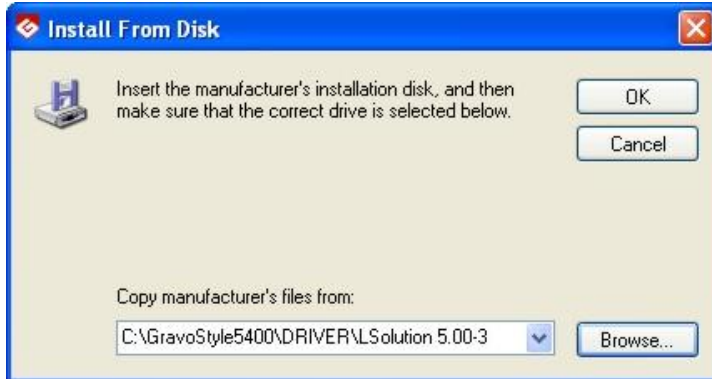 Install From Disk
Insert the manufacturer's installation disk, and then
make sure that the correct drive is selected below.
OK
Cancel
Copy manufacturer's files from:
C:\GravoStyle5400\DRIVER\LSolution 5.00-3
Browse...